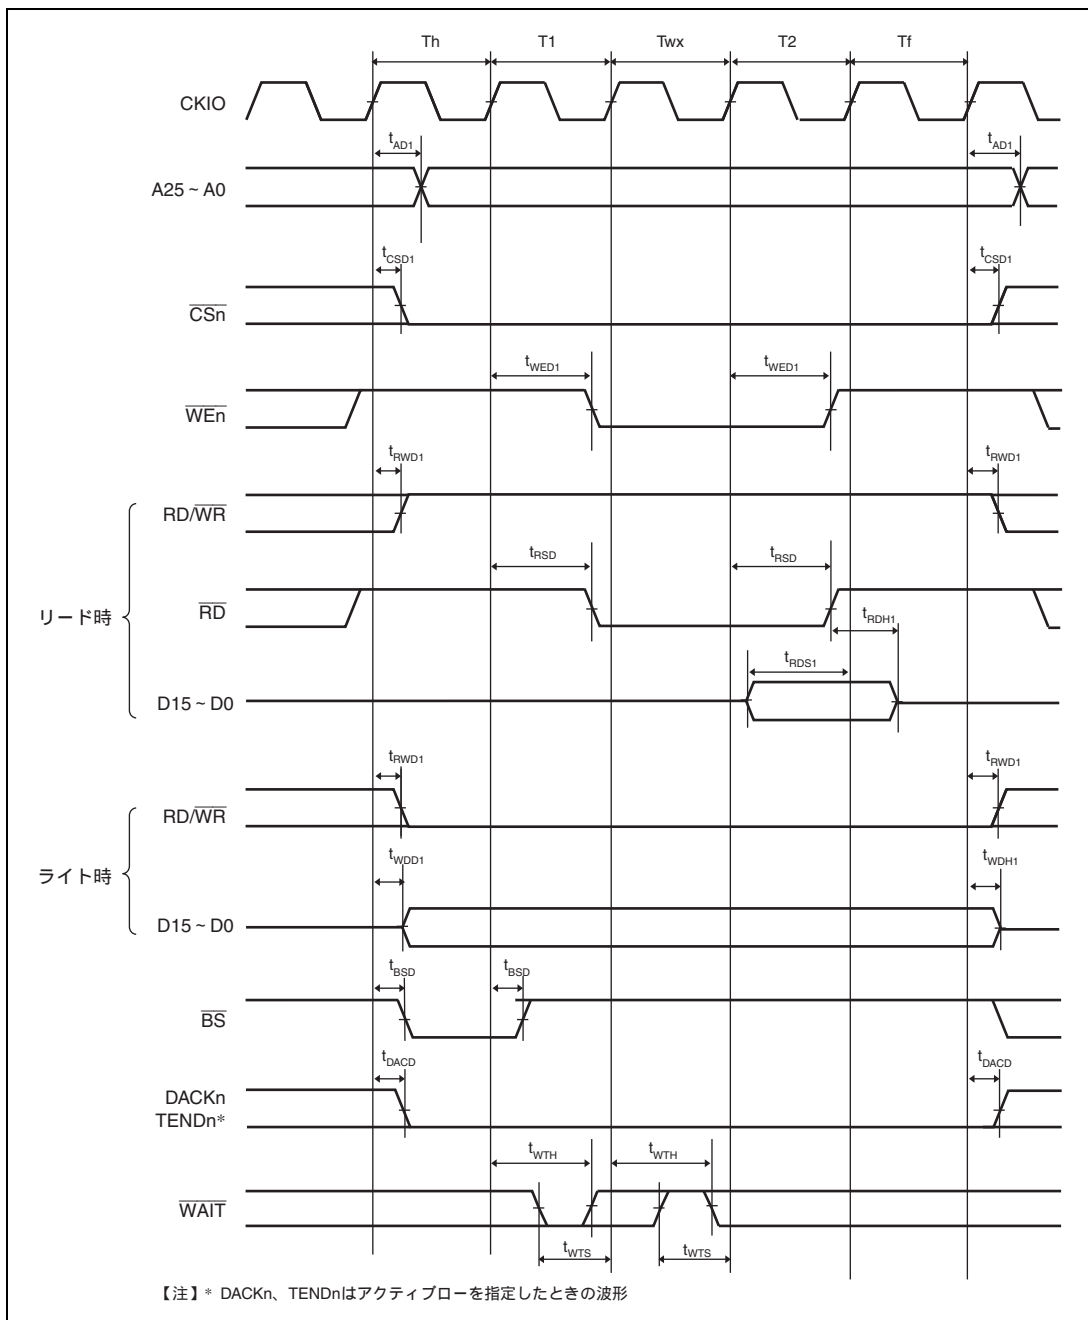 Th T1 Twx T2 Tf
CKIO
tAD1 tAD1
A25 ~ A0
tCSD1 tCSD1
CSn
tWED1 tWED1
WEn
tRWD1 tRWD1
RD/WR
tRSD tRSD
リード時
RD
tRDH1
tRDS1
D15 ~ D0
tRWD1 tRWD1
RD/WR
ライト時
tWDD1 tWDH1
D15 ~ D0
tBSD tBSD
BS
tDACD tDACD
DACKn
TENDn*
tWTH tWTH
WAIT
tWTS tWTS
【注】* DACKn、TENDnはアクティブローを指定したときの波形